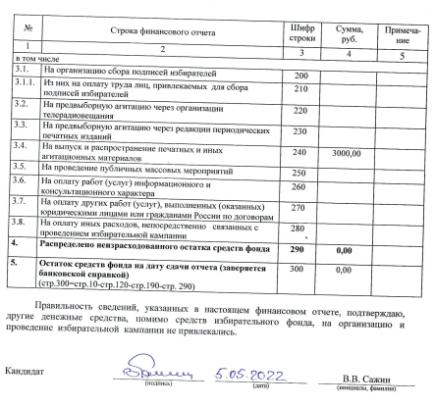 № Строка финансового отчета Шифр строки Сумма, руб. Примеча-ние
1 2 3 4 5
в том числе
3.1. На организацию сбора подписей избирателей 200
3.1.1. Из них на оплату труда лиц, привлекаемых для сбора
подписей избирателей 210
3.2. На предвыборную агитацию через организации
телерадиовещания 220
3.3. На предвыборную агитацию через редакции периодических
печатных изданий 230
3.4. На выпуск и распространение печатных и иных
агитационных материалов 240 3000,00
3.5. На проведение публичных массовых мероприятий 250
3.6. На оплату работ (услуг) информационного и
консультационного характера 260
3.7. На оплату других работ (услуг), выполненных (оказанных)
юридическими лицами или гражданами России по договорам 270
3.8. На оплату иных расходов, непосредственно связанных с
проведением избирательной кампании 280
4. Распределено неизрасходованного остатка средств фонда 290 0,00
5. Остаток средств фонда на дату сдачи отчета (заверяется
банковской справкой) 300 0,00
(стр.300=стр.10-стр.120-стр.190-стр. 290)
Правильность сведений, указанных в настоящем финансовом отчете, подтверждаю,
другие денежные средства, помимо средств избирательного фонда, на организацию и
проведение избирательной кампании не привлекались.
Кандидат 5.05.2022 В.В. Сажин
(подпись) (дата) (инициалы, фамилия)